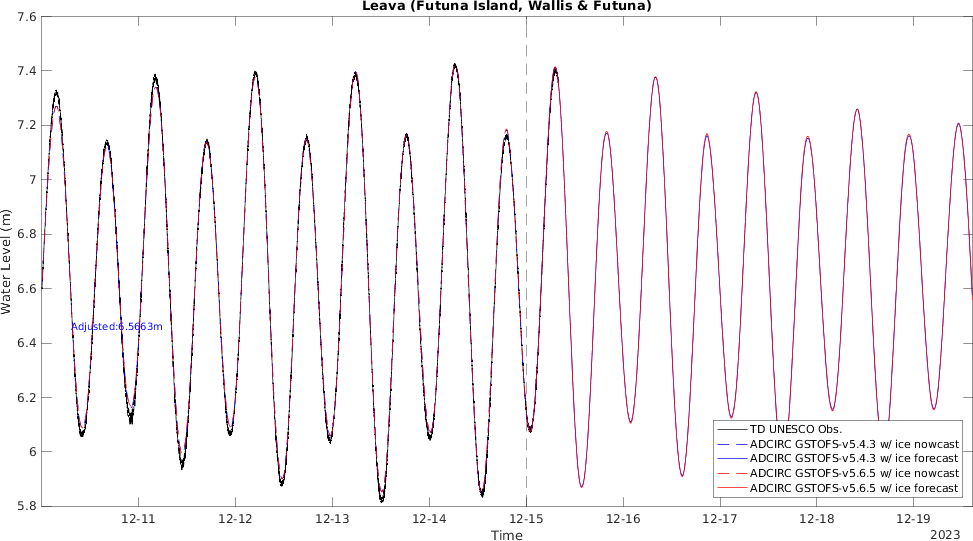 Leava (Futuna Island, Wallis & Futuna)
7.6
7.4
7.2
7
6.8
6.6
6.4
6.2
6
5.8
Water Level (m)
Adjusted:6.5663m
TD UNESCO Obs.
ADCIRC GSTOFS-v5.4.3 w/ ice nowcast
ADCIRC GSTOFS-v5.4.3 w/ ice forecast
ADCIRC GSTOFS-v5.6.5 w/ ice nowcast
ADCIRC GSTOFS-v5.6.5 w/ ice forecast
12-11 12-12 12-13 12-14 12-15 12-16 12-17 12-18 12-19
Time
2023